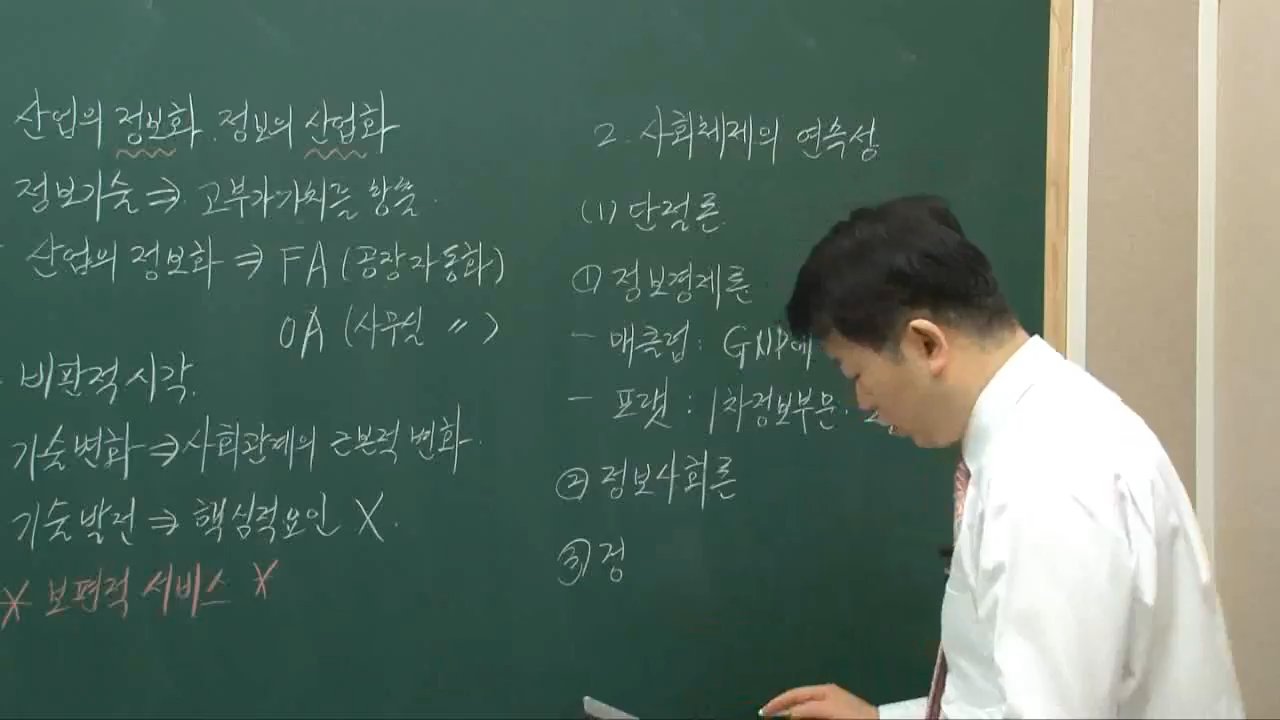 산업의 정보화, 정보의 산업화
정보기술 ⇒ 고부가가치를 창출.
산업의 정보화 ⇒ FA (공장자동화)
OA (사무실 〃 )
- 비판적 시각.
기술변화 ⇒ 사회관계의 근본적 변화.
기술발전 ⇒ 핵심적요인 X.
* 보편적 서비스 *
2. 사회체제의 연속성
(1) 단절론
① 정보경제론
- 매클럽 : GNP에
- 포랫 : 1차정보부문. 2
② 정보사회론
③ 정